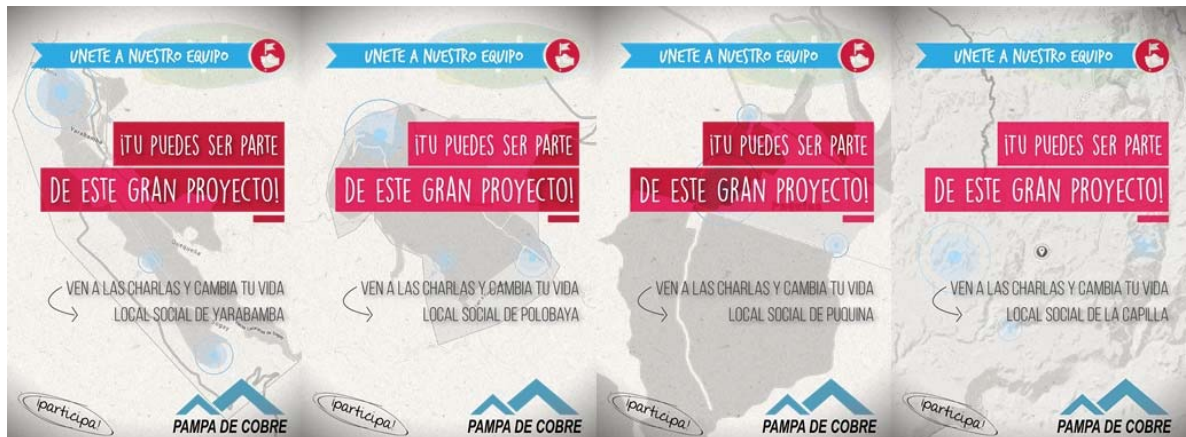 UNETE A NUESTRO EQUIPO
¡TU PUEDES SER PARTE
DE ESTE GRAN PROYECTO!
VEN A LAS CHARLAS Y CAMBIA TU VIDA
LOCAL SOCIAL DE YARABAMBA
¡participa!
PAMPA DE COBRE
UNETE A NUESTRO EQUIPO
¡TU PUEDES SER PARTE
DE ESTE GRAN PROYECTO!
VEN A LAS CHARLAS Y CAMBIA TU VIDA
LOCAL SOCIAL DE POLOBAYA
¡participa!
PAMPA DE COBRE
UNETE A NUESTRO EQUIPO
¡TU PUEDES SER PARTE
DE ESTE GRAN PROYECTO!
VEN A LAS CHARLAS Y CAMBIA TU VIDA
LOCAL SOCIAL DE PUQUINA
¡participa!
PAMPA DE COBRE
UNETE A NUESTRO EQUIPO
¡TU PUEDES SER PARTE
DE ESTE GRAN PROYECTO!
VEN A LAS CHARLAS Y CAMBIA TU VIDA
LOCAL SOCIAL DE LA CAPILLA
¡participa!
PAMPA DE COBRE